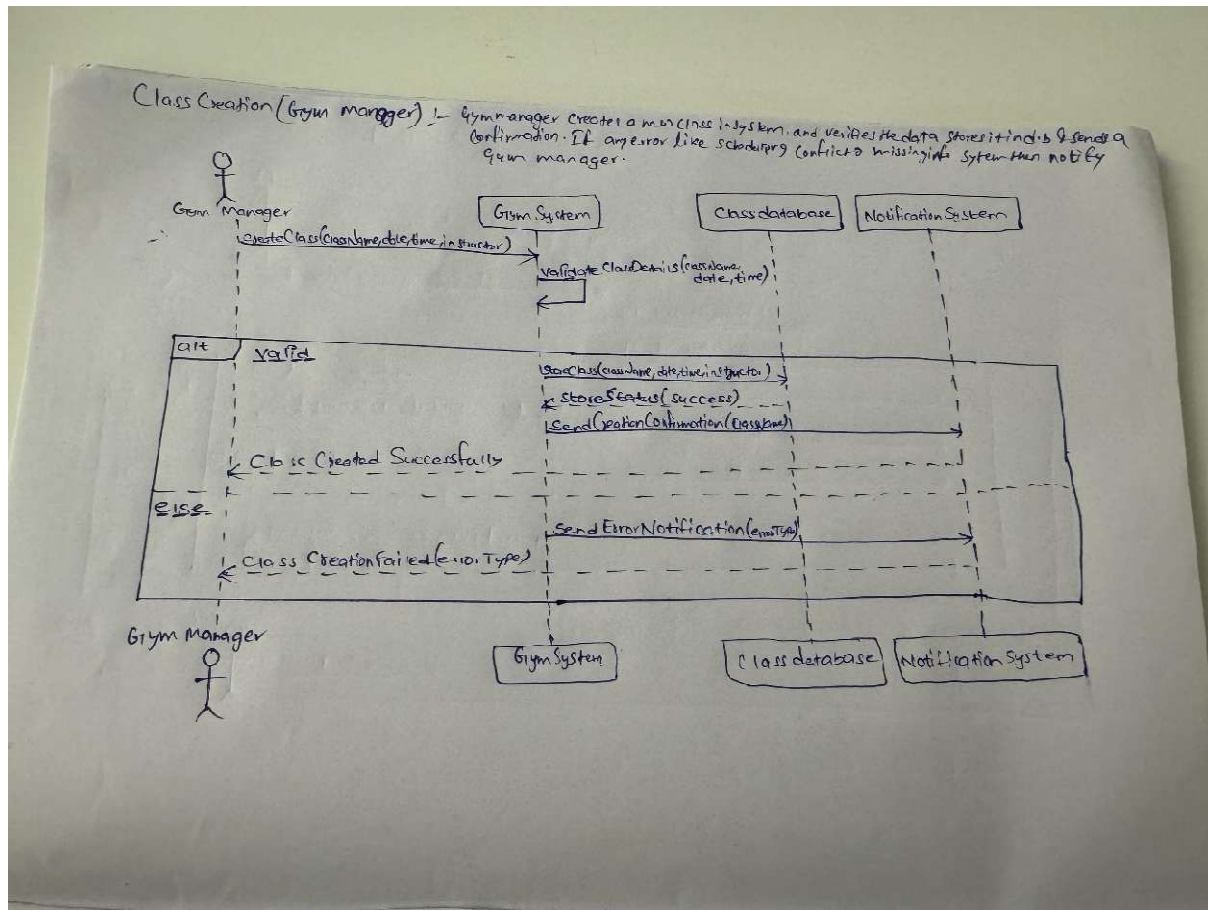 Class Creation (Gym Manager) :- Gym manager creates a new class in system. and verifies the data stores it in d.b & sends a
confirmation. If any error like scheduling conflict or missing info sytem then notify
gym manager.
Gym Manager
Gym System
Class database
Notification System
createClass(className, date, time, instructor)
validateClassDetails(className,
date, time)
alt
valid
storeClass(className, date, time, instructor)
storeStatus(success)
sendCreationConfirmation(className)
Class Created Successfully
else
sendErrorNotification(errorType)
Class Creation Failed(errorType)
Gym Manager
Gym System
Class database
Notification System